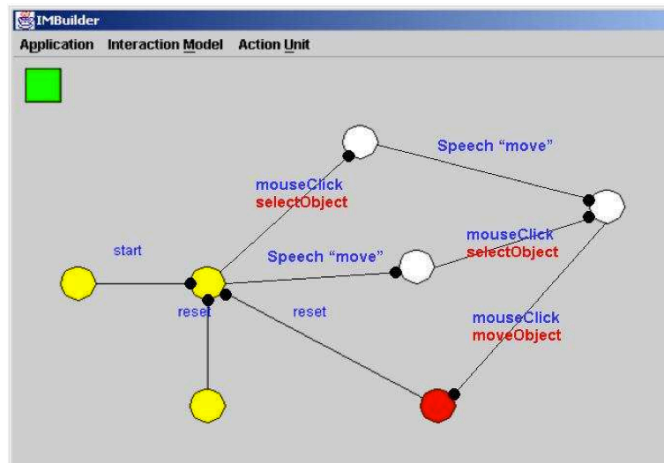 IMBuilder
Application Interaction Model Action Unit
Speech “move”
mouseClick
selectObject
mouseClick
selectObject
start
Speech “move”
reset
reset
mouseClick
moveObject